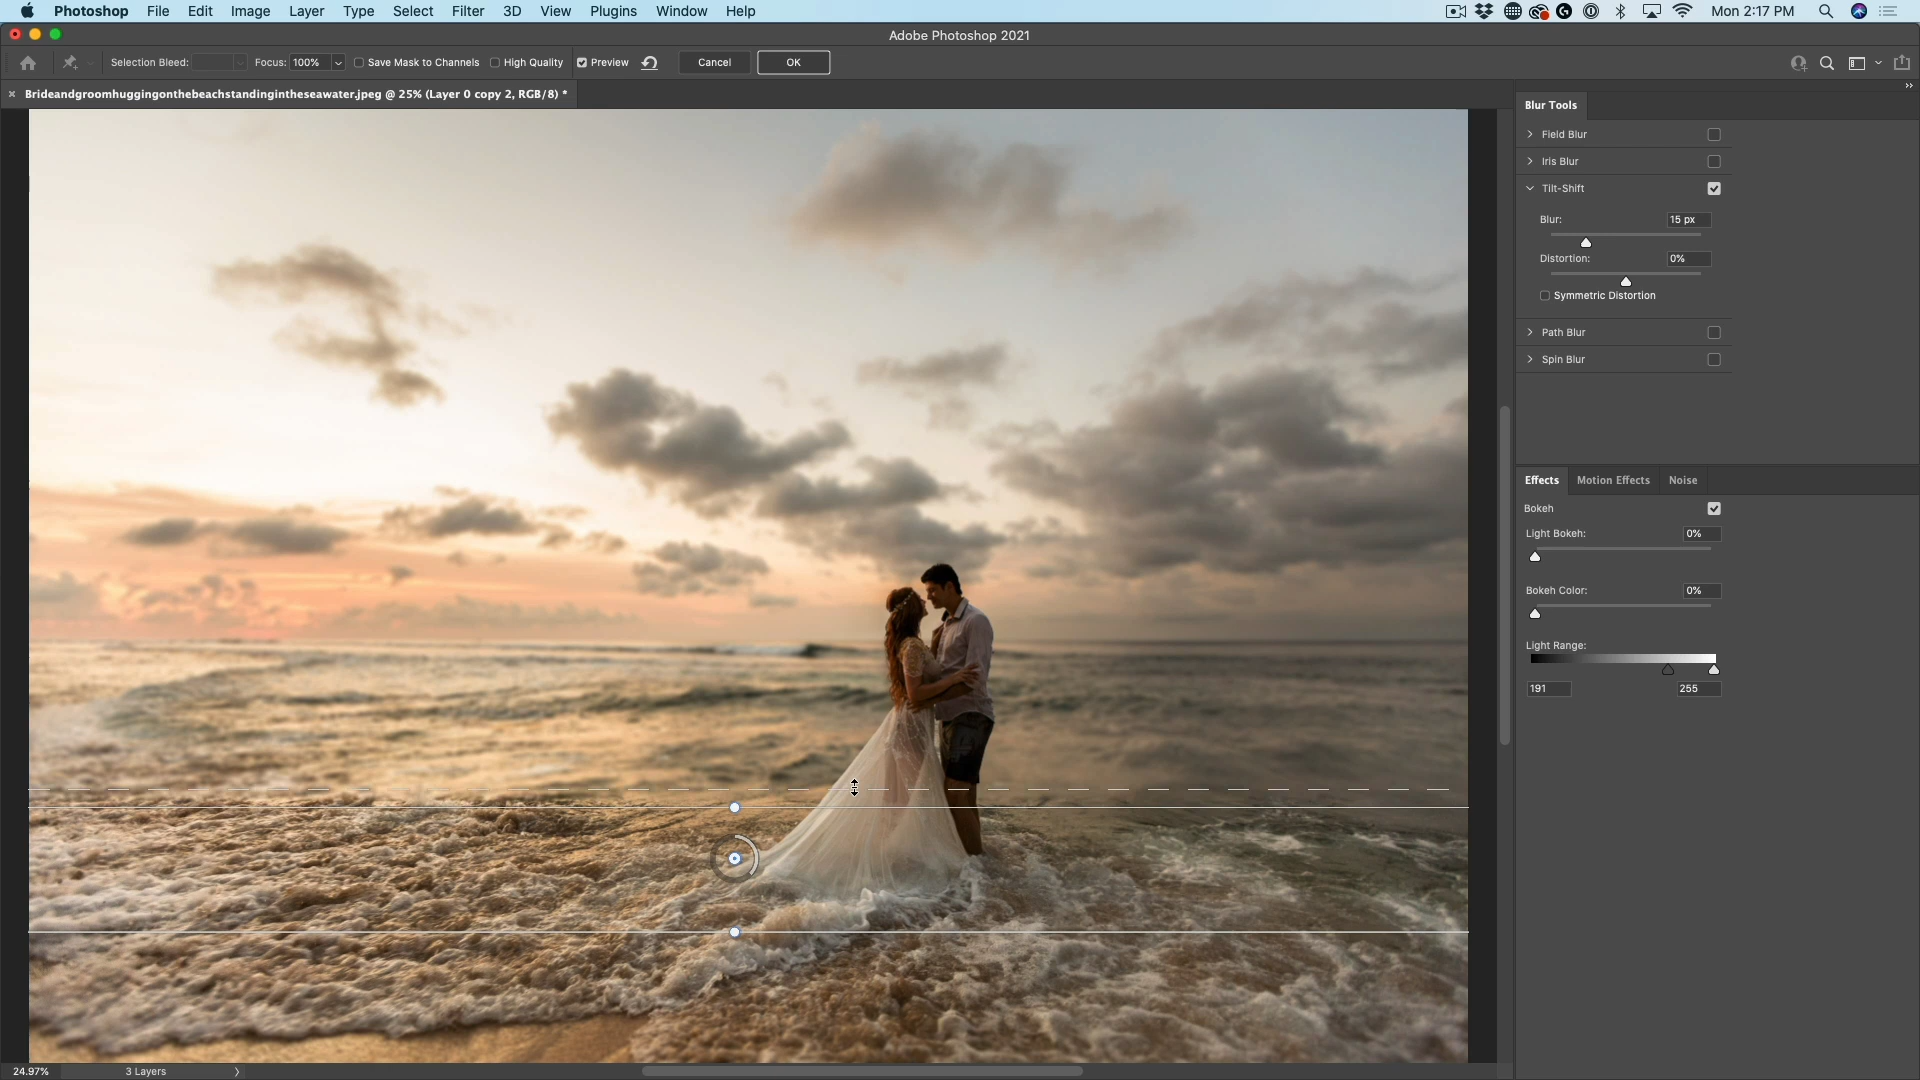 Photoshop File Edit Image Layer Type Select Filter 3D View Plugins Window Help Mon 2:17 PM
Adobe Photoshop 2021
Selection Bleed: Focus: 100% Save Mask to Channels High Quality Preview Cancel OK
Brideandgroomhuggingonthebeachstandingintheseawater.jpeg @ 25% (Layer 0 copy 2, RGB/8) *
Blur Tools
Field Blur
Iris Blur
Tilt-Shift
Blur: 15 px
Distortion: 0%
Symmetric Distortion
Path Blur
Spin Blur
Effects Motion Effects Noise
Bokeh
Light Bokeh: 0%
Bokeh Color: 0%
Light Range:
191 255
24.97% 3 Layers